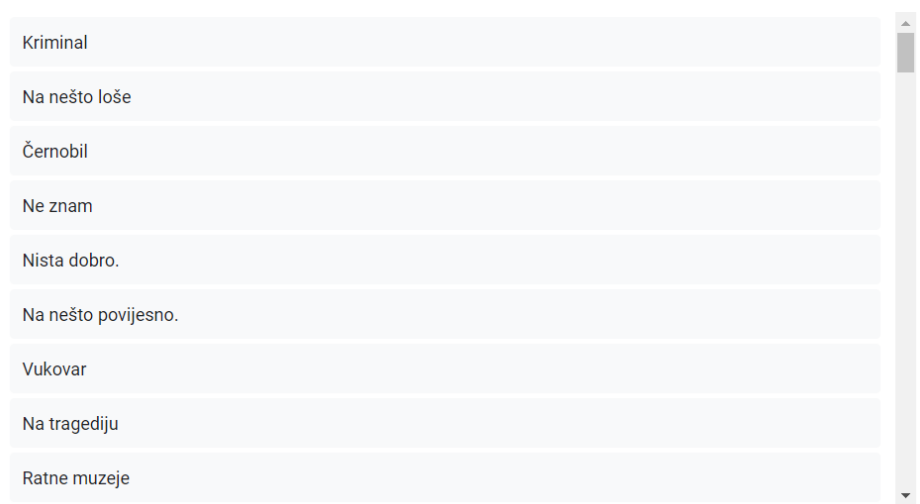 Kriminal
Na nešto loše
Černobil
Ne znam
Nista dobro.
Na nešto povijesno.
Vukovar
Na tragediju
Ratne muzeje